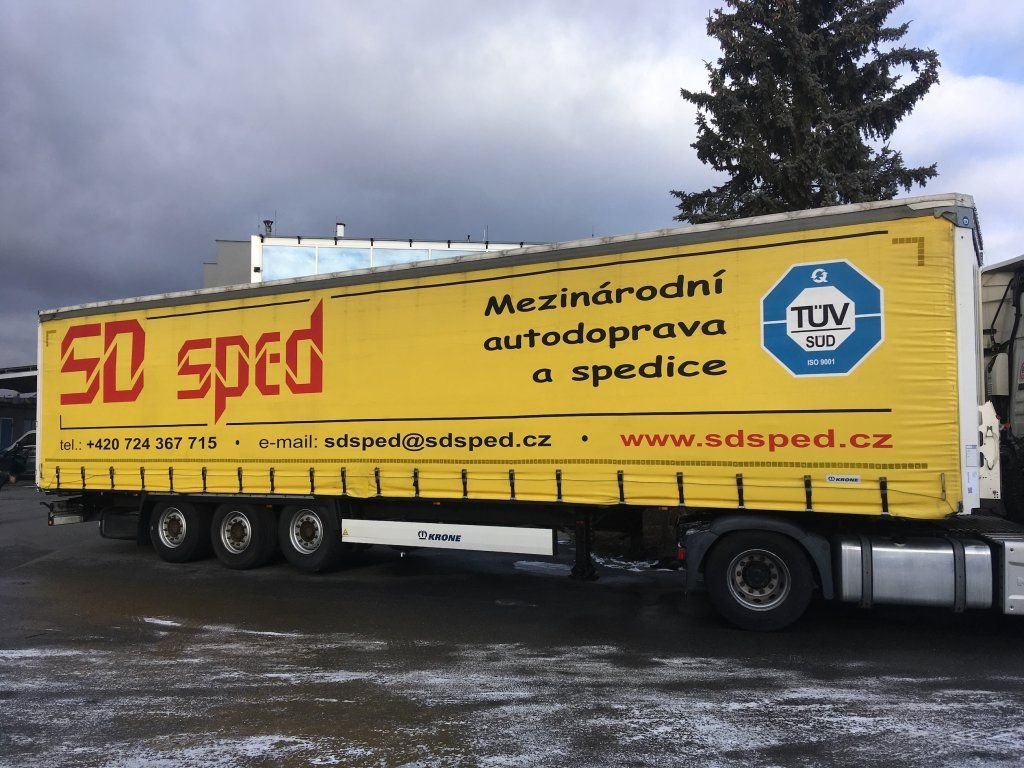 SD sped
Mezinárodní
autodoprava
a spedice
TÜV
SÜD
ISO 9001
tel.: +420 724 367 715 • e-mail: sdsped@sdsped.cz • www.sdsped.cz
KRONE
KRONE